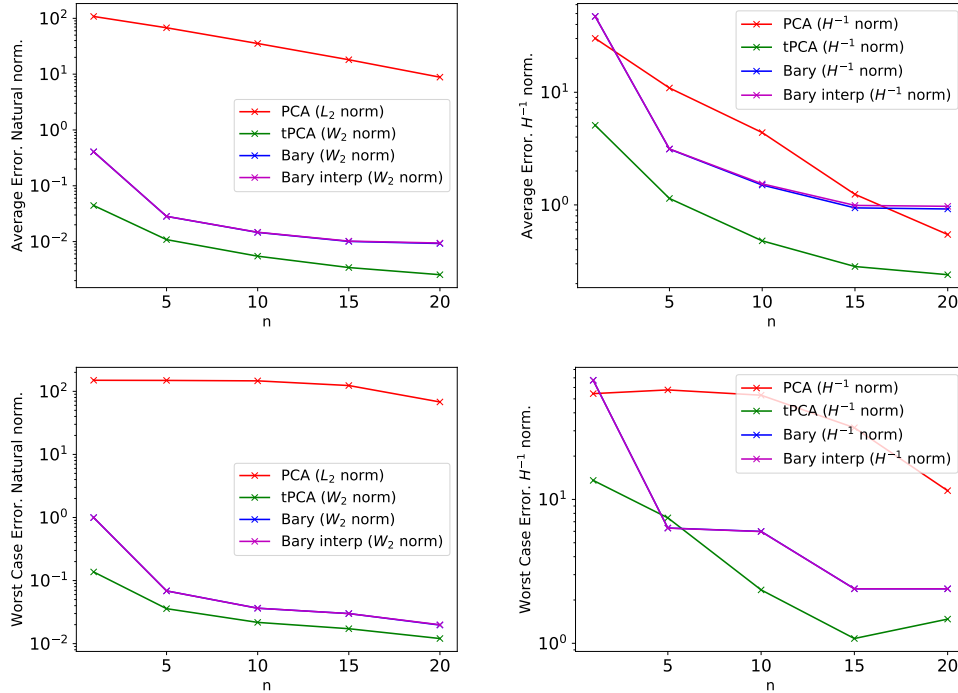 Average Error. Natural norm.
10²
10¹
10⁰
10⁻¹
10⁻²
PCA (L₂ norm)
tPCA (W₂ norm)
Bary (W₂ norm)
Bary interp (W₂ norm)
5
10
15
20
n
Average Error. H⁻¹ norm.
10¹
10⁰
PCA (H⁻¹ norm)
tPCA (H⁻¹ norm)
Bary (H⁻¹ norm)
Bary interp (H⁻¹ norm)
5
10
15
20
n
Worst Case Error. Natural norm.
10²
10¹
10⁰
10⁻¹
10⁻²
PCA (L₂ norm)
tPCA (W₂ norm)
Bary (W₂ norm)
Bary interp (W₂ norm)
5
10
15
20
n
Worst Case Error. H⁻¹ norm.
10¹
10⁰
PCA (H⁻¹ norm)
tPCA (H⁻¹ norm)
Bary (H⁻¹ norm)
Bary interp (H⁻¹ norm)
5
10
15
20
n